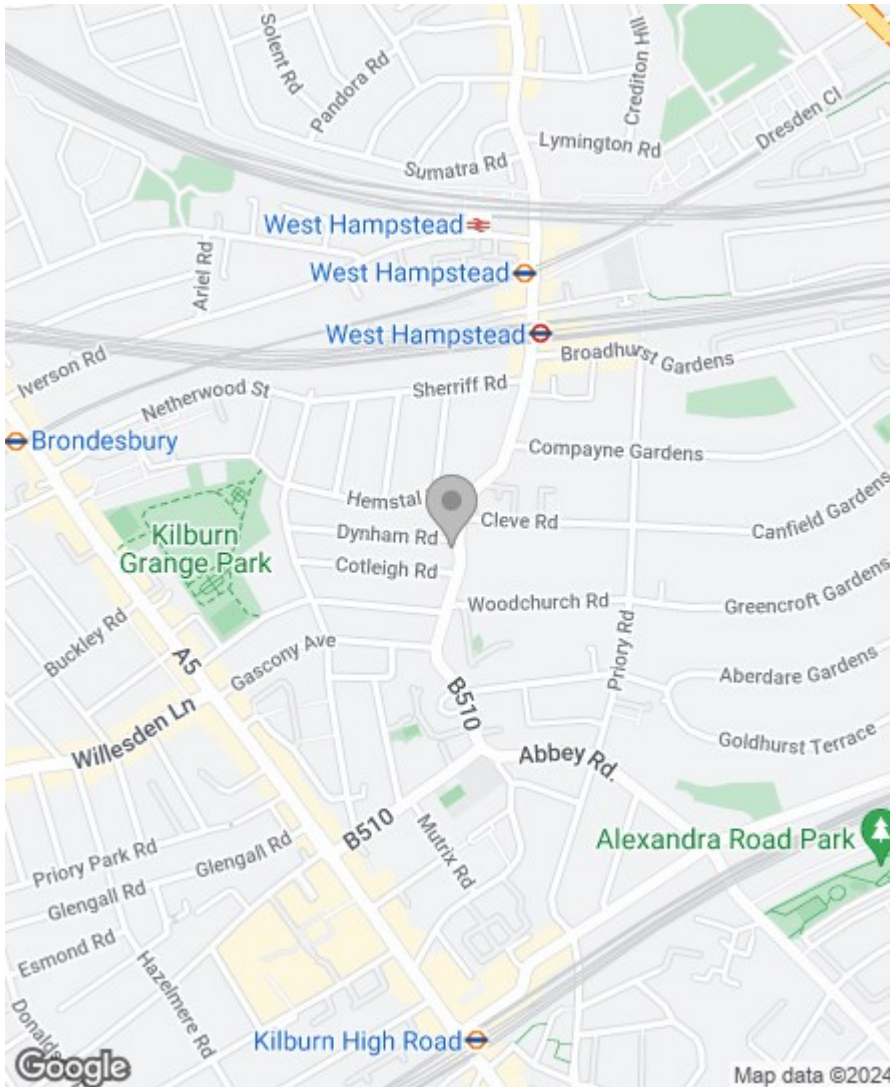 Solent Rd
Pandora Rd
Crediton Hill
Dresden Cl
Lymington Rd
Sumatra Rd
West Hampstead
Ariel Rd
West Hampstead
West Hampstead
Broadhurst Gardens
Iverson Rd
Netherwood St
Sherriff Rd
Brondesbury
Compayne Gardens
Hemstal
Cleve Rd
Canfield Gardens
Dynham Rd
Kilburn
Grange Park
Cotleigh Rd
Woodchurch Rd
Greencroft Gardens
Buckley Rd
A5
Gascony Ave
Priory Rd
Aberdare Gardens
B510
Willesden Ln
Goldhurst Terrace
Abbey Rd.
B510
Mutrix Rd
Alexandra Road Park
Priory Park Rd
Glengall Rd
Glengall Rd
Esmond Rd
Hazelmere Rd
Donalds
Kilburn High Road
Google
Map data ©2024